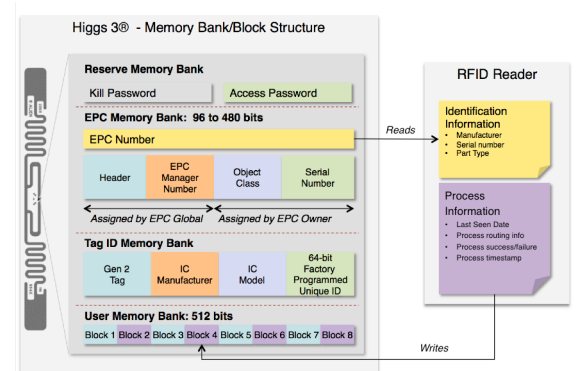 Higgs 3® - Memory Bank/Block Structure
Reserve Memory Bank
Kill Password
Access Password
EPC Memory Bank: 96 to 480 bits
EPC Number
Header
EPC
Manager
Number
Object
Class
Serial
Number
Assigned by EPC Global
Assigned by EPC Owner
Tag ID Memory Bank
Gen 2
Tag
IC
Manufacturer
IC
Model
64-bit
Factory
Programmed
Unique ID
User Memory Bank: 512 bits
Block 1 Block 2 Block 3 Block 4 Block 5 Block 6 Block 7 Block 8
Reads
Writes
RFID Reader
Identification
Information
• Manufacturer
• Serial number
• Part Type
Process
Information
• Last Seen Date
• Process routing info
• Process success/failure
• Process timestamp